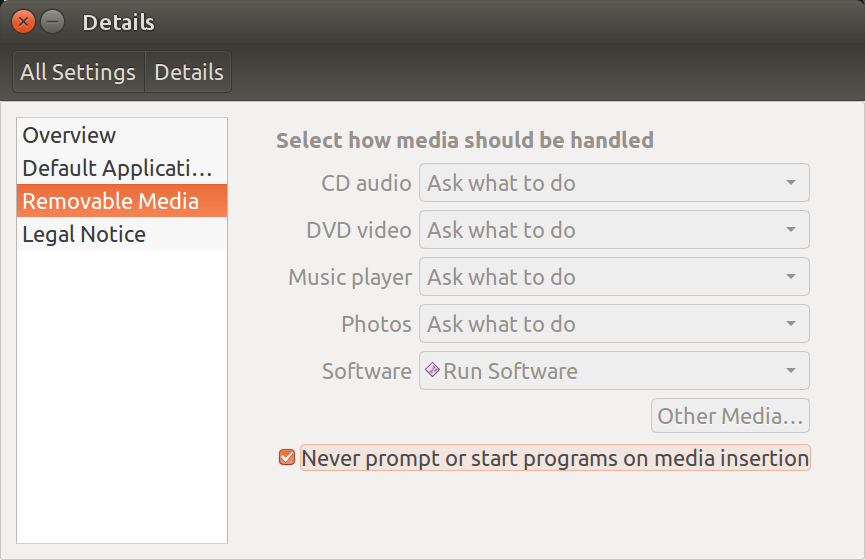 Details
All Settings Details
Overview
Default Applicati…
Removable Media
Legal Notice
Select how media should be handled
CD audio Ask what to do
DVD video Ask what to do
Music player Ask what to do
Photos Ask what to do
Software Run Software
Other Media…
Never prompt or start programs on media insertion